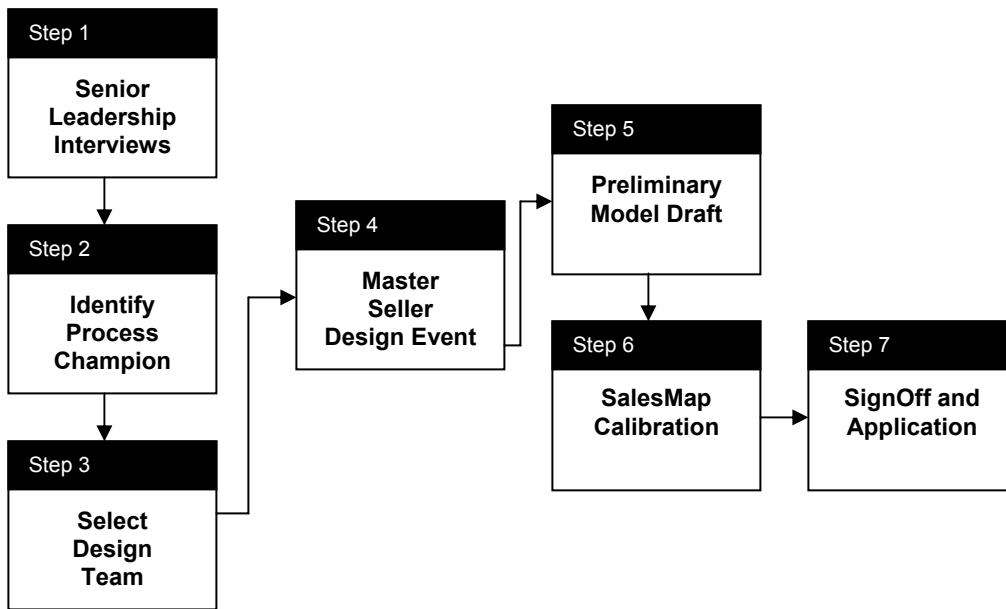 Step 1
Senior
Leadership
Interviews
Step 2
Identify
Process
Champion
Step 3
Select
Design
Team
Step 4
Master
Seller
Design Event
Step 5
Preliminary
Model Draft
Step 6
SalesMap
Calibration
Step 7
SignOff and
Application